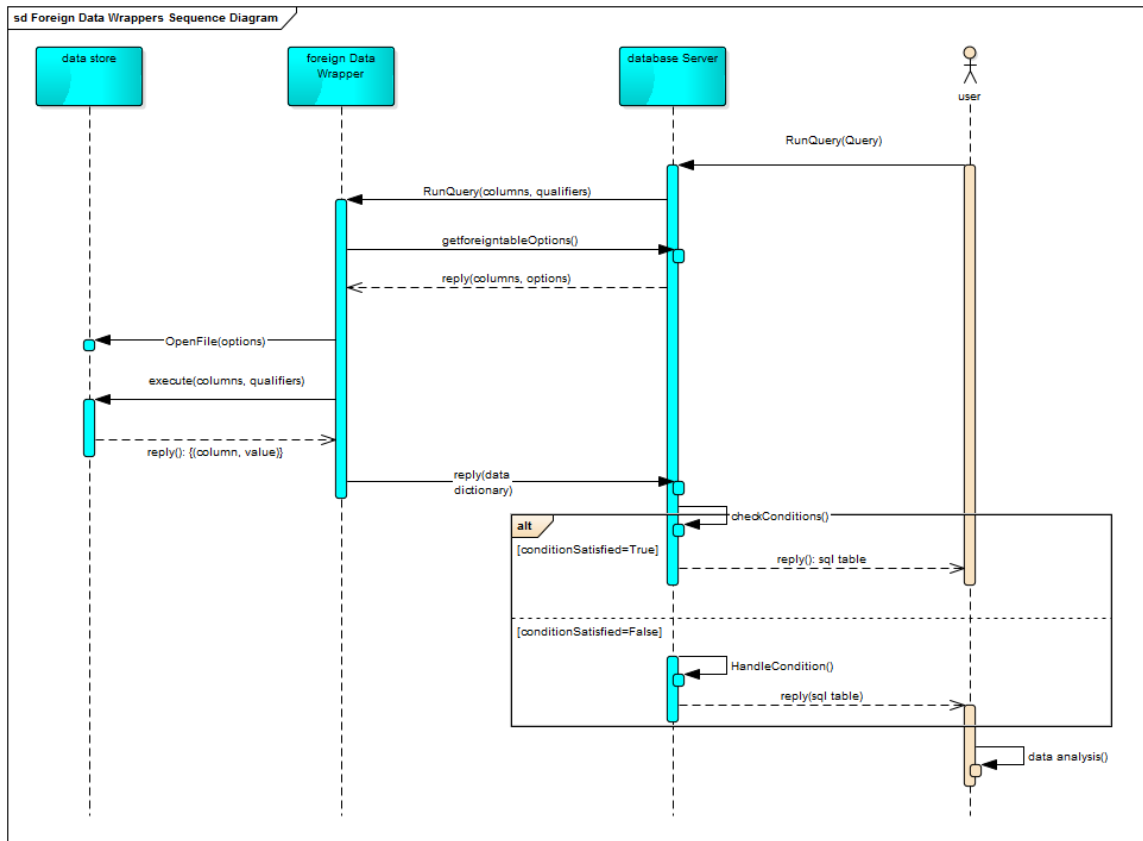 sd Foreign Data Wrappers Sequence Diagram
data store
foreign Data
Wrapper
database Server
user
RunQuery(Query)
RunQuery(columns, qualifiers)
getforeigntableOptions()
reply(columns, options)
OpenFile(options)
execute(columns, qualifiers)
reply(): {(column, value)}
reply(data
dictionary)
checkConditions()
alt
[conditionSatisfied=True]
reply(): sql table
[conditionSatisfied=False]
HandleCondition()
reply(sql table)
data analysis()